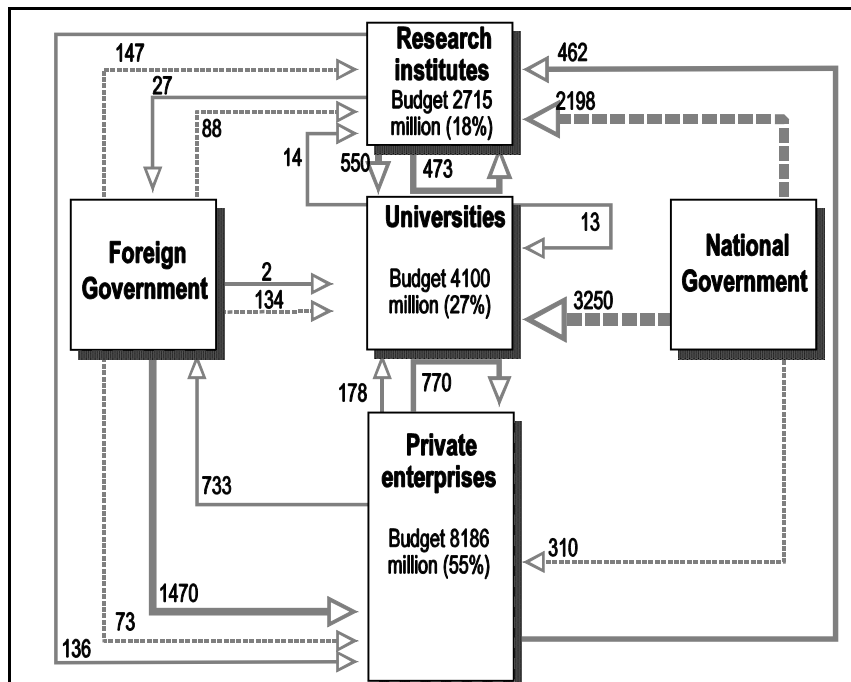 147
Research
institutes
Budget 2715
million (18%)
462
27
2198
88
14
550
473
Foreign
Government
Universities
Budget 4100
million (27%)
13
National
Government
2
134
3250
178
770
Private
enterprises
Budget 8186
million (55%)
733
310
1470
73
136